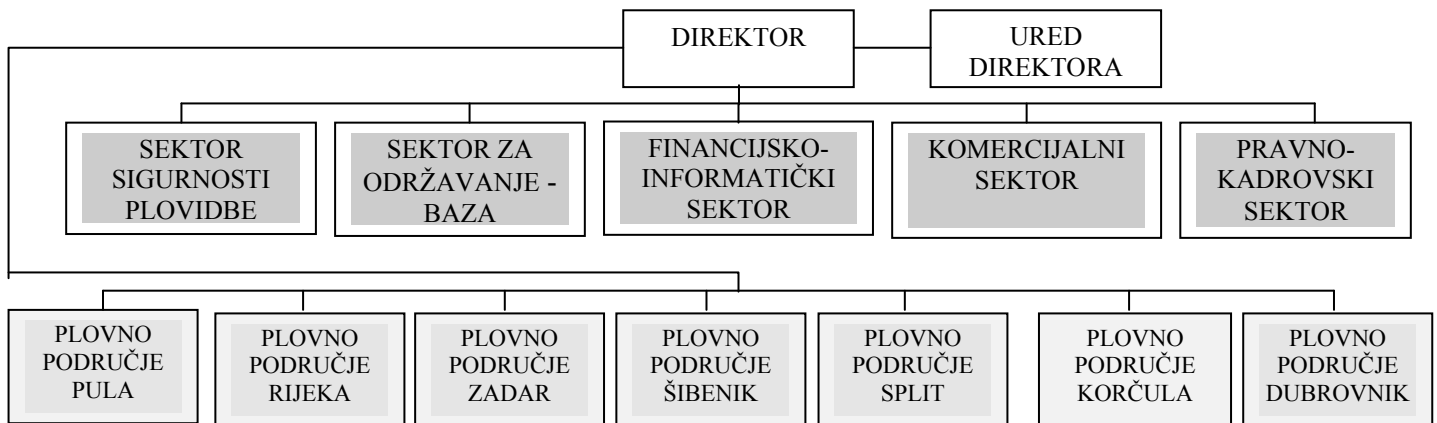 DIREKTOR
URED
DIREKTORA
SEKTOR
SIGURNOSTI
PLOVIDBE
SEKTOR ZA
ODRŽAVANJE -
BAZA
FINANCIJSKO-
INFORMATIČKI
SEKTOR
KOMERCIJALNI
SEKTOR
PRAVNO-
KADROVSKI
SEKTOR
PLOVNO
PODRUČJE
PULA
PLOVNO
PODRUČJE
RIJEKA
PLOVNO
PODRUČJE
ZADAR
PLOVNO
PODRUČJE
ŠIBENIK
PLOVNO
PODRUČJE
SPLIT
PLOVNO
PODRUČJE
KORČULA
PLOVNO
PODRUČJE
DUBROVNIK